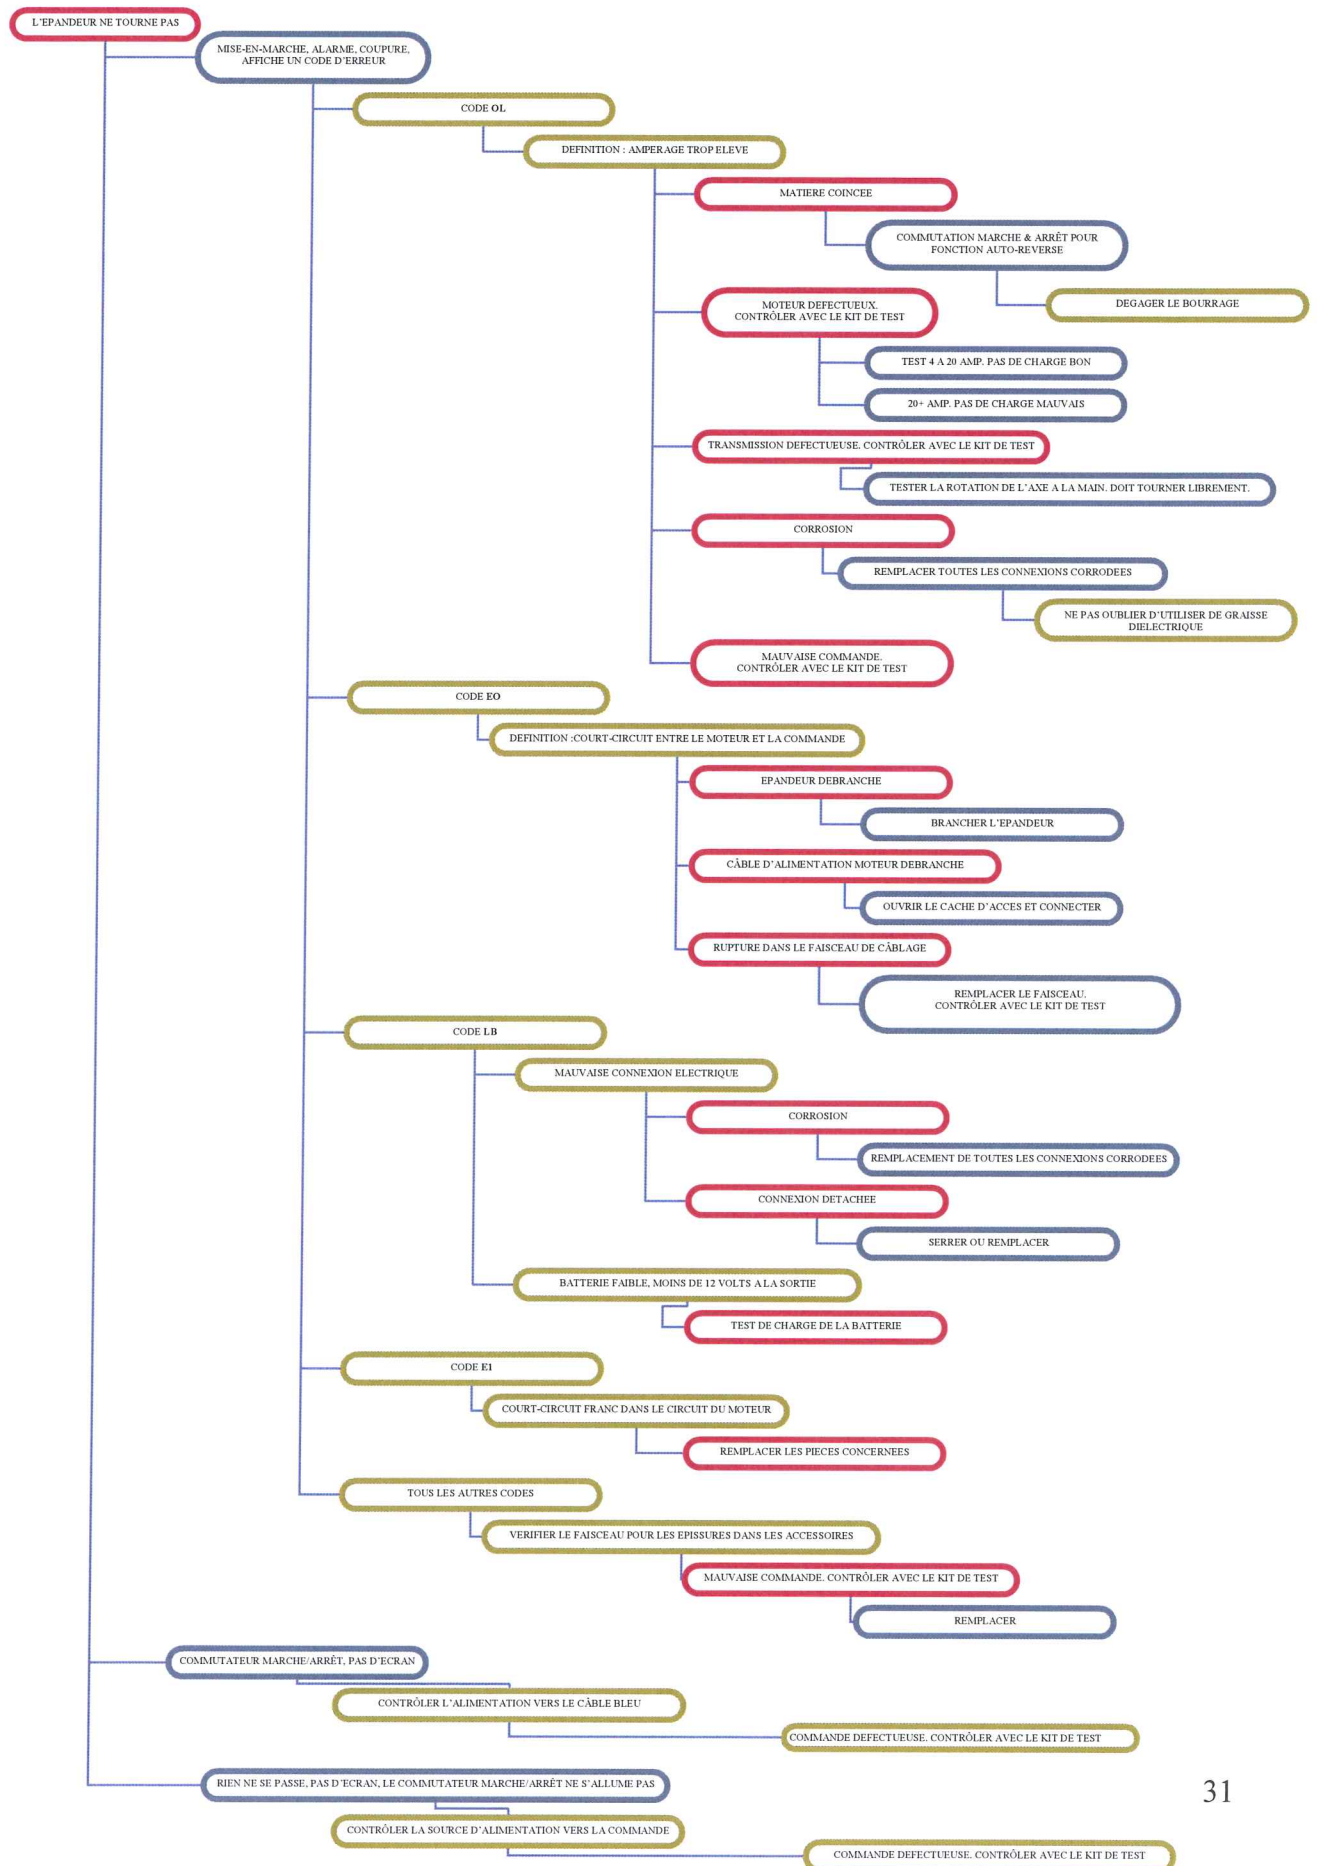 L'EPANDEUR NE TOURNE PAS
MISE-EN-MARCHE, ALARME, COUPURE,
AFFICHE UN CODE D'ERREUR
CODE OL
DEFINITION : AMPERAGE TROP ELEVE
MATIERE COINCEE
COMMUTATION MARCHE & ARRÊT POUR
FONCTION AUTO-REVERSE
DEGAGER LE BOURRAGE
MOTEUR DEFECTUEUX.
CONTRÔLER AVEC LE KIT DE TEST
TEST 4 A 20 AMP. PAS DE CHARGE BON
20+ AMP. PAS DE CHARGE MAUVAIS
TRANSMISSION DEFECTUEUSE. CONTRÔLER AVEC LE KIT DE TEST
TESTER LA ROTATION DE L'AXE A LA MAIN. DOIT TOURNER LIBREMENT.
CORROSION
REMPLACER TOUTES LES CONNEXIONS CORRODEES
NE PAS OUBLIER D'UTILISER DE GRAISSE
DIELECTRIQUE
MAUVAISE COMMANDE.
CONTRÔLER AVEC LE KIT DE TEST
CODE EO
DEFINITION :COURT-CIRCUIT ENTRE LE MOTEUR ET LA COMMANDE
EPANDEUR DEBRANCHE
BRANCHER L'EPANDEUR
CÂBLE D'ALIMENTATION MOTEUR DEBRANCHE
OUVRIR LE CACHE D'ACCES ET CONNECTER
RUPTURE DANS LE FAISCEAU DE CÂBLAGE
REMPLACER LE FAISCEAU.
CONTRÔLER AVEC LE KIT DE TEST
CODE LB
MAUVAISE CONNEXION ELECTRIQUE
CORROSION
REMPLACEMENT DE TOUTES LES CONNEXIONS CORRODEES
CONNEXION DETACHEE
SERRER OU REMPLACER
BATTERIE FAIBLE, MOINS DE 12 VOLTS A LA SORTIE
TEST DE CHARGE DE LA BATTERIE
CODE E1
COURT-CIRCUIT FRANC DANS LE CIRCUIT DU MOTEUR
REMPLACER LES PIECES CONCERNEES
TOUS LES AUTRES CODES
VERIFIER LE FAISCEAU POUR LES EPISSURES DANS LES ACCESSOIRES
MAUVAISE COMMANDE. CONTRÔLER AVEC LE KIT DE TEST
REMPLACER
COMMUTATEUR MARCHE/ARRÊT, PAS D'ECRAN
CONTRÔLER L'ALIMENTATION VERS LE CÂBLE BLEU
COMMANDE DEFECTUEUSE. CONTRÔLER AVEC LE KIT DE TEST
RIEN NE SE PASSE, PAS D'ECRAN, LE COMMUTATEUR MARCHE/ARRÊT NE S'ALLUME PAS
31
CONTRÔLER LA SOURCE D'ALIMENTATION VERS LA COMMANDE
COMMANDE DEFECTUEUSE. CONTRÔLER AVEC LE KIT DE TEST